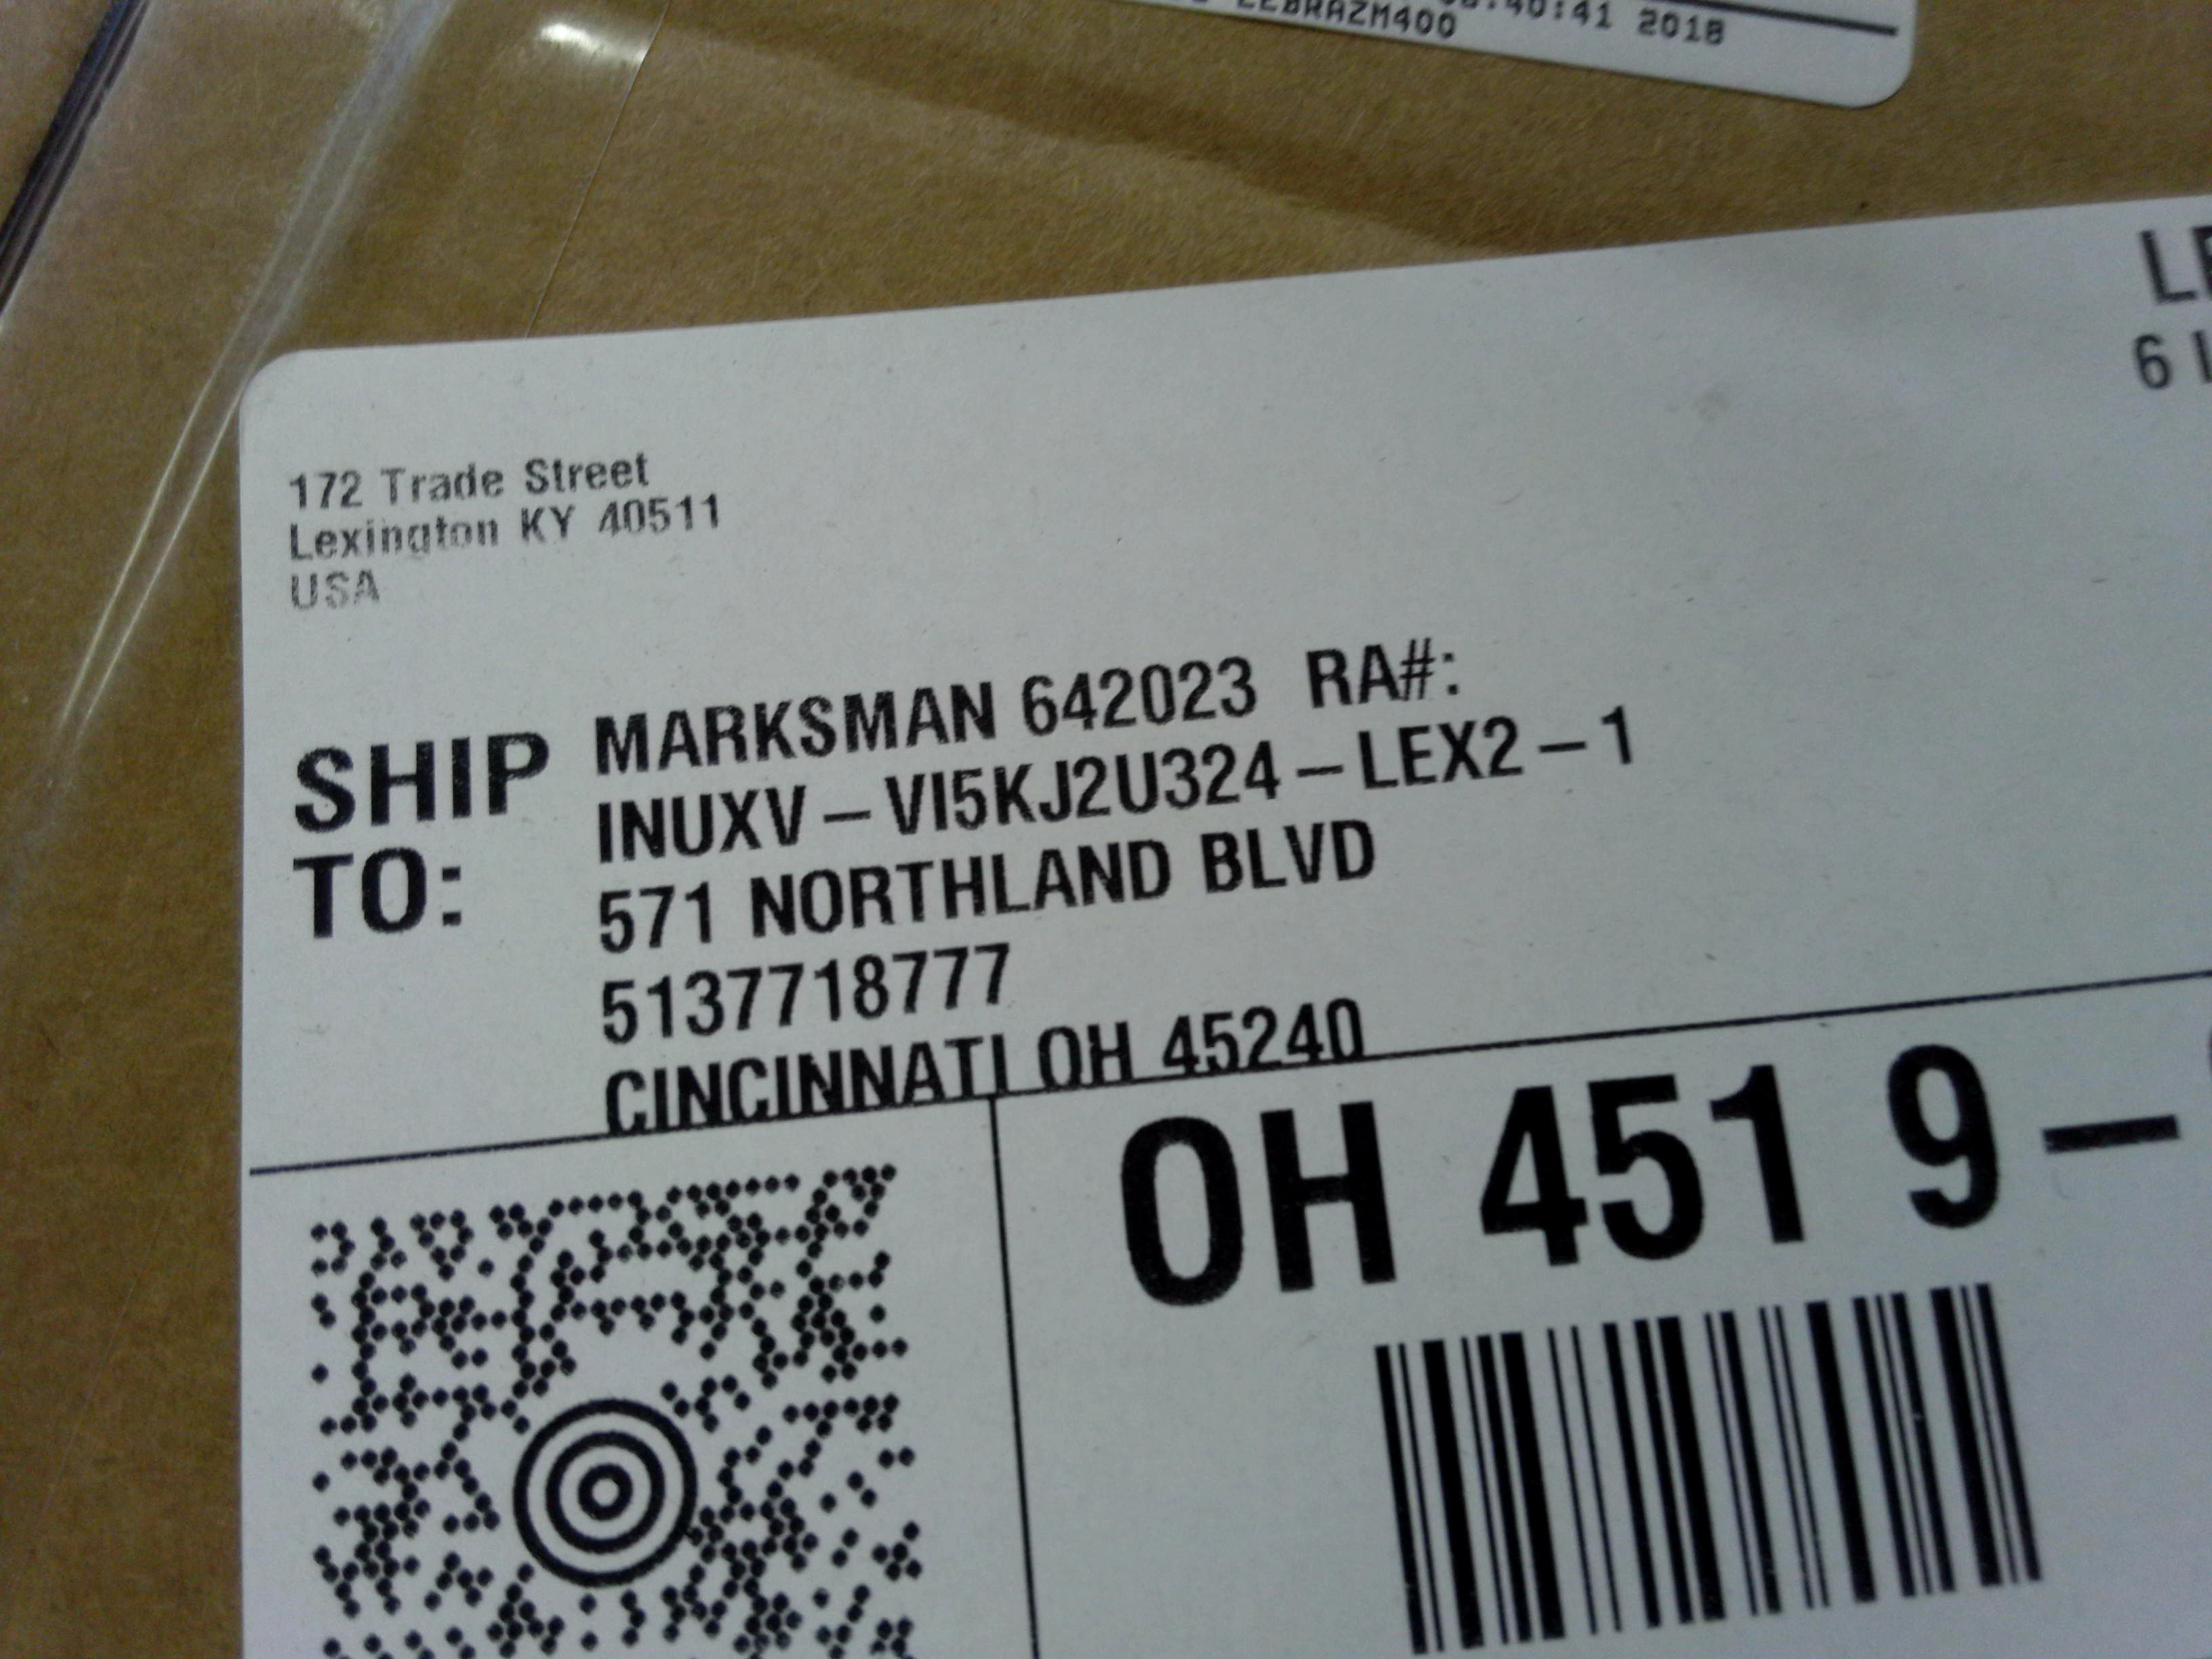 :40:41 2018
ZEBRAZM400
LE
6
172 Trade Street
Lexington KY 40511
USA
SHIP TO:
MARKSMAN 642023 RA#:
INUXV – VI5KJ2U324 – LEX2 – 1
571 NORTHLAND BLVD
5137718777
CINCINNATI OH 45240
OH 451 9 –